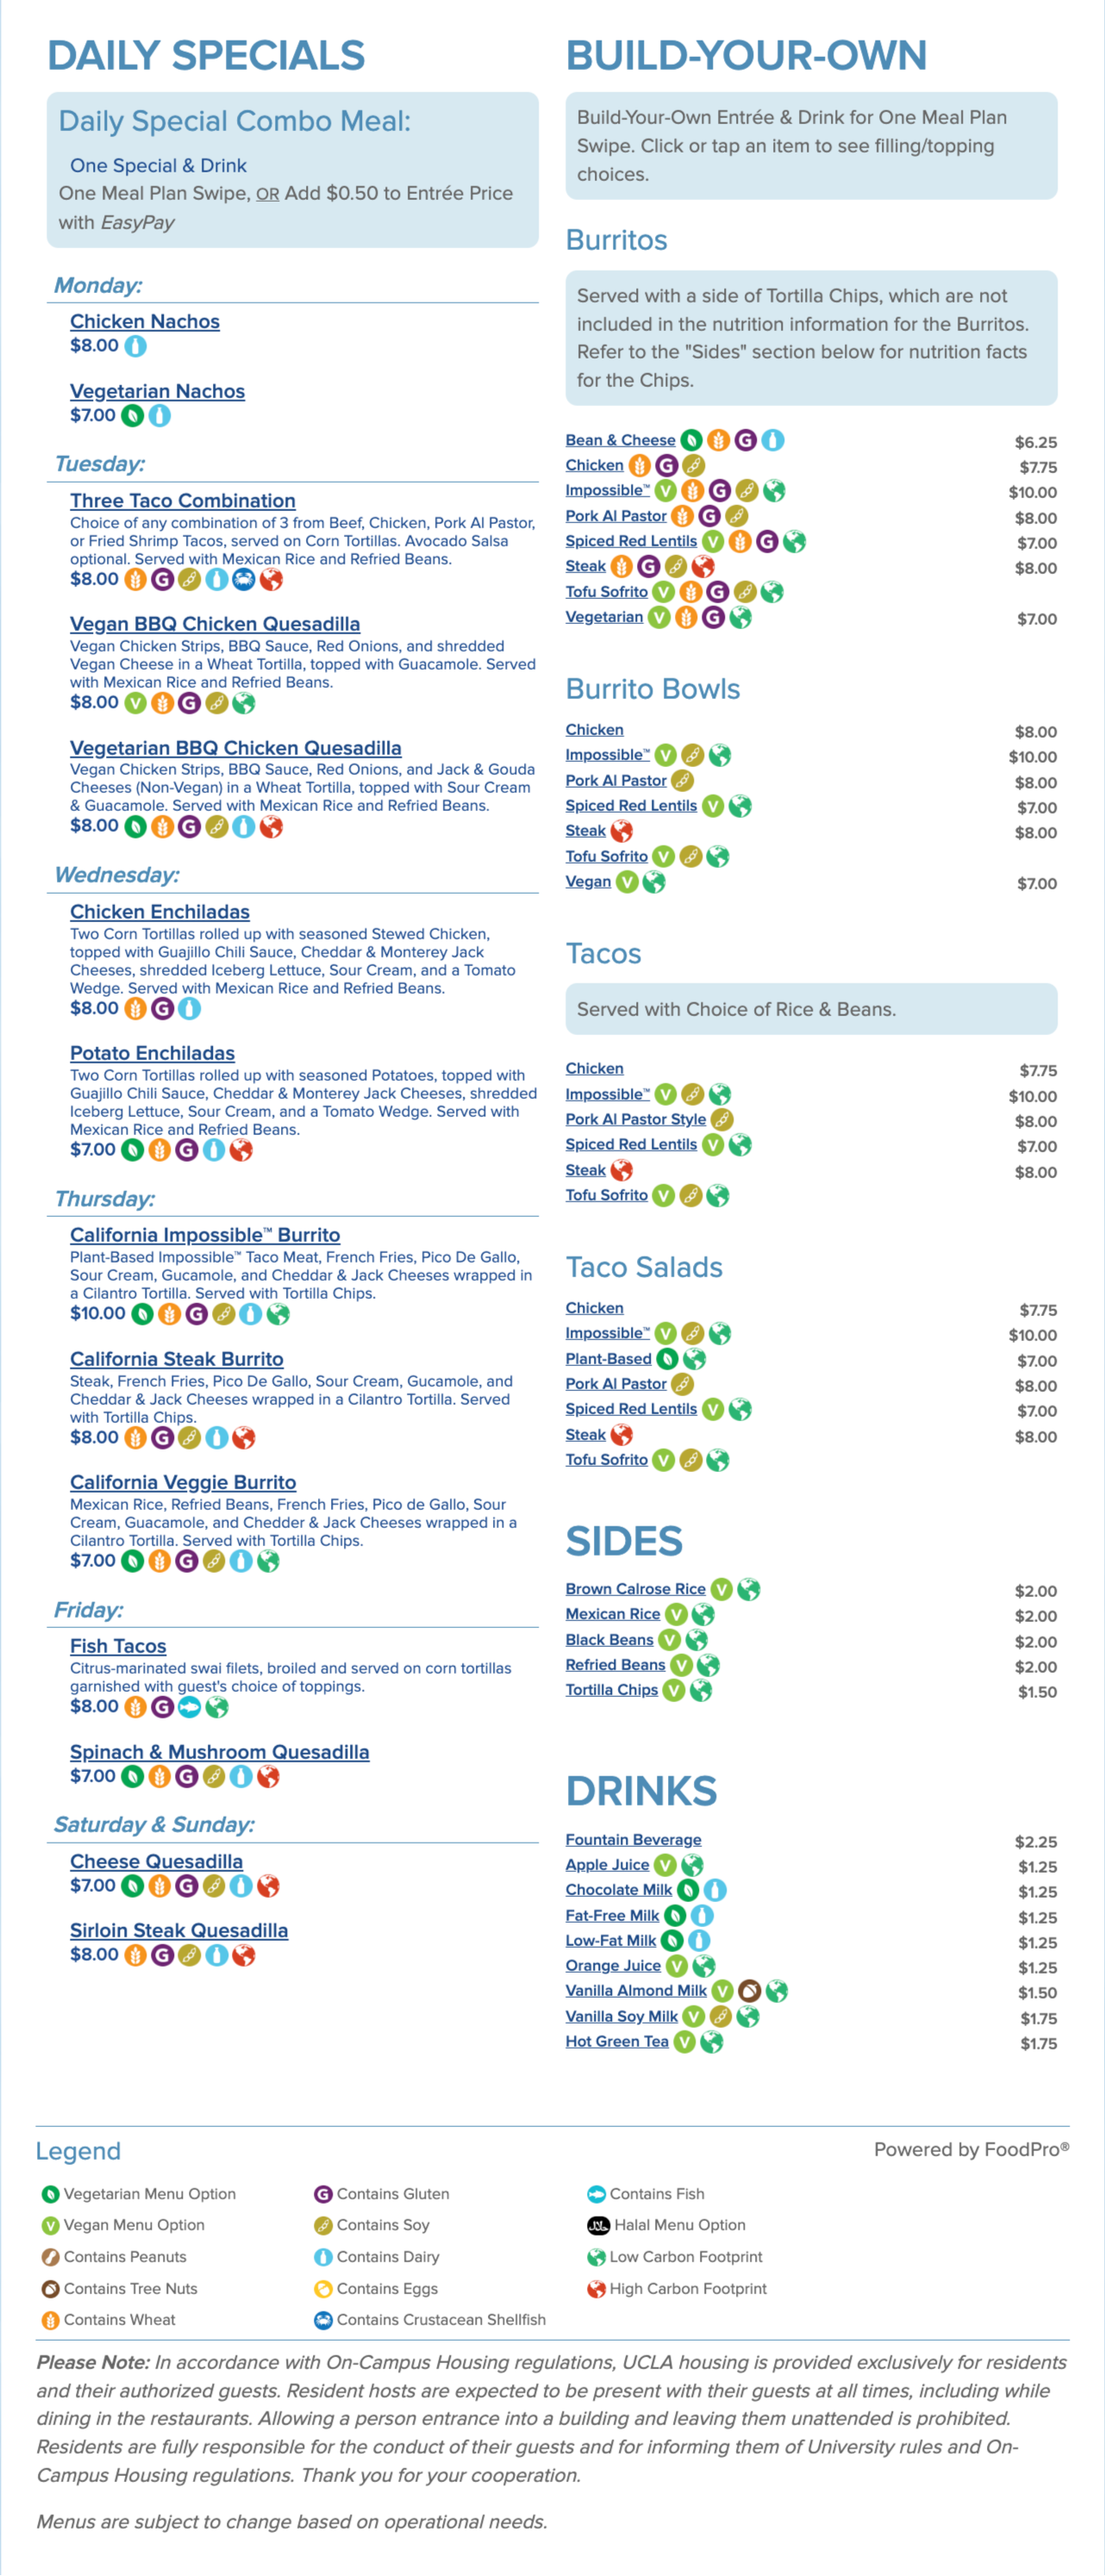 DAILY SPECIALS
Daily Special Combo Meal:
One Special & Drink
One Meal Plan Swipe, OR Add $0.50 to Entrée Price
with EasyPay
Monday:
Chicken Nachos
$8.00
Vegetarian Nachos
$7.00
Tuesday:
Three Taco Combination
Choice of any combination of 3 from Beef, Chicken, Pork Al Pastor,
or Fried Shrimp Tacos, served on Corn Tortillas. Avocado Salsa
optional. Served with Mexican Rice and Refried Beans.
$8.00 G
Vegan BBQ Chicken Quesadilla
Vegan Chicken Strips, BBQ Sauce, Red Onions, and shredded
Vegan Cheese in a Wheat Tortilla, topped with Guacamole. Served
with Mexican Rice and Refried Beans.
$8.00 V G
Vegetarian BBQ Chicken Quesadilla
Vegan Chicken Strips, BBQ Sauce, Red Onions, and Jack & Gouda
Cheeses (Non-Vegan) in a Wheat Tortilla, topped with Sour Cream
& Guacamole. Served with Mexican Rice and Refried Beans.
$8.00 G
Wednesday:
Chicken Enchiladas
Two Corn Tortillas rolled up with seasoned Stewed Chicken,
topped with Guajillo Chili Sauce, Cheddar & Monterey Jack
Cheeses, shredded Iceberg Lettuce, Sour Cream, and a Tomato
Wedge. Served with Mexican Rice and Refried Beans.
$8.00 G
Potato Enchiladas
Two Corn Tortillas rolled up with seasoned Potatoes, topped with
Guajillo Chili Sauce, Cheddar & Monterey Jack Cheeses, shredded
Iceberg Lettuce, Sour Cream, and a Tomato Wedge. Served with
Mexican Rice and Refried Beans.
$7.00 G
Thursday:
California Impossible™ Burrito
Plant-Based Impossible™ Taco Meat, French Fries, Pico De Gallo,
Sour Cream, Gucamole, and Cheddar & Jack Cheeses wrapped in
a Cilantro Tortilla. Served with Tortilla Chips.
$10.00 G
California Steak Burrito
Steak, French Fries, Pico De Gallo, Sour Cream, Gucamole, and
Cheddar & Jack Cheeses wrapped in a Cilantro Tortilla. Served
with Tortilla Chips.
$8.00 G
California Veggie Burrito
Mexican Rice, Refried Beans, French Fries, Pico de Gallo, Sour
Cream, Guacamole, and Chedder & Jack Cheeses wrapped in a
Cilantro Tortilla. Served with Tortilla Chips.
$7.00 G
Friday:
Fish Tacos
Citrus-marinated swai filets, broiled and served on corn tortillas
garnished with guest's choice of toppings.
$8.00 G
Spinach & Mushroom Quesadilla
$7.00 G
Saturday & Sunday:
Cheese Quesadilla
$7.00 G
Sirloin Steak Quesadilla
$8.00 G
BUILD-YOUR-OWN
Build-Your-Own Entrée & Drink for One Meal Plan
Swipe. Click or tap an item to see filling/topping
choices.
Burritos
Served with a side of Tortilla Chips, which are not
included in the nutrition information for the Burritos.
Refer to the "Sides" section below for nutrition facts
for the Chips.
Bean & Cheese G $6.25
Chicken G $7.75
Impossible™ V G $10.00
Pork Al Pastor G $8.00
Spiced Red Lentils V G $7.00
Steak G $8.00
Tofu Sofrito V G
Vegetarian V G $7.00
Burrito Bowls
Chicken $8.00
Impossible™ V $10.00
Pork Al Pastor $8.00
Spiced Red Lentils V $7.00
Steak $8.00
Tofu Sofrito V
Vegan V $7.00
Tacos
Served with Choice of Rice & Beans.
Chicken $7.75
Impossible™ V $10.00
Pork Al Pastor Style $8.00
Spiced Red Lentils V $7.00
Steak $8.00
Tofu Sofrito V
Taco Salads
Chicken $7.75
Impossible™ V $10.00
Plant-Based $7.00
Pork Al Pastor $8.00
Spiced Red Lentils V $7.00
Steak $8.00
Tofu Sofrito V
SIDES
Brown Calrose Rice V $2.00
Mexican Rice V $2.00
Black Beans V $2.00
Refried Beans V $2.00
Tortilla Chips V $1.50
DRINKS
Fountain Beverage $2.25
Apple Juice V $1.25
Chocolate Milk $1.25
Fat-Free Milk $1.25
Low-Fat Milk $1.25
Orange Juice V $1.25
Vanilla Almond Milk V $1.50
Vanilla Soy Milk V $1.75
Hot Green Tea V $1.75
Legend
Powered by FoodPro®
Vegetarian Menu Option
V Vegan Menu Option
Contains Peanuts
Contains Tree Nuts
Contains Wheat
G Contains Gluten
Contains Soy
Contains Dairy
Contains Eggs
Contains Crustacean Shellfish
Contains Fish
حلال Halal Menu Option
Low Carbon Footprint
High Carbon Footprint
Please Note: In accordance with On-Campus Housing regulations, UCLA housing is provided exclusively for residents
and their authorized guests. Resident hosts are expected to be present with their guests at all times, including while
dining in the restaurants. Allowing a person entrance into a building and leaving them unattended is prohibited.
Residents are fully responsible for the conduct of their guests and for informing them of University rules and On-
Campus Housing regulations. Thank you for your cooperation.
Menus are subject to change based on operational needs.